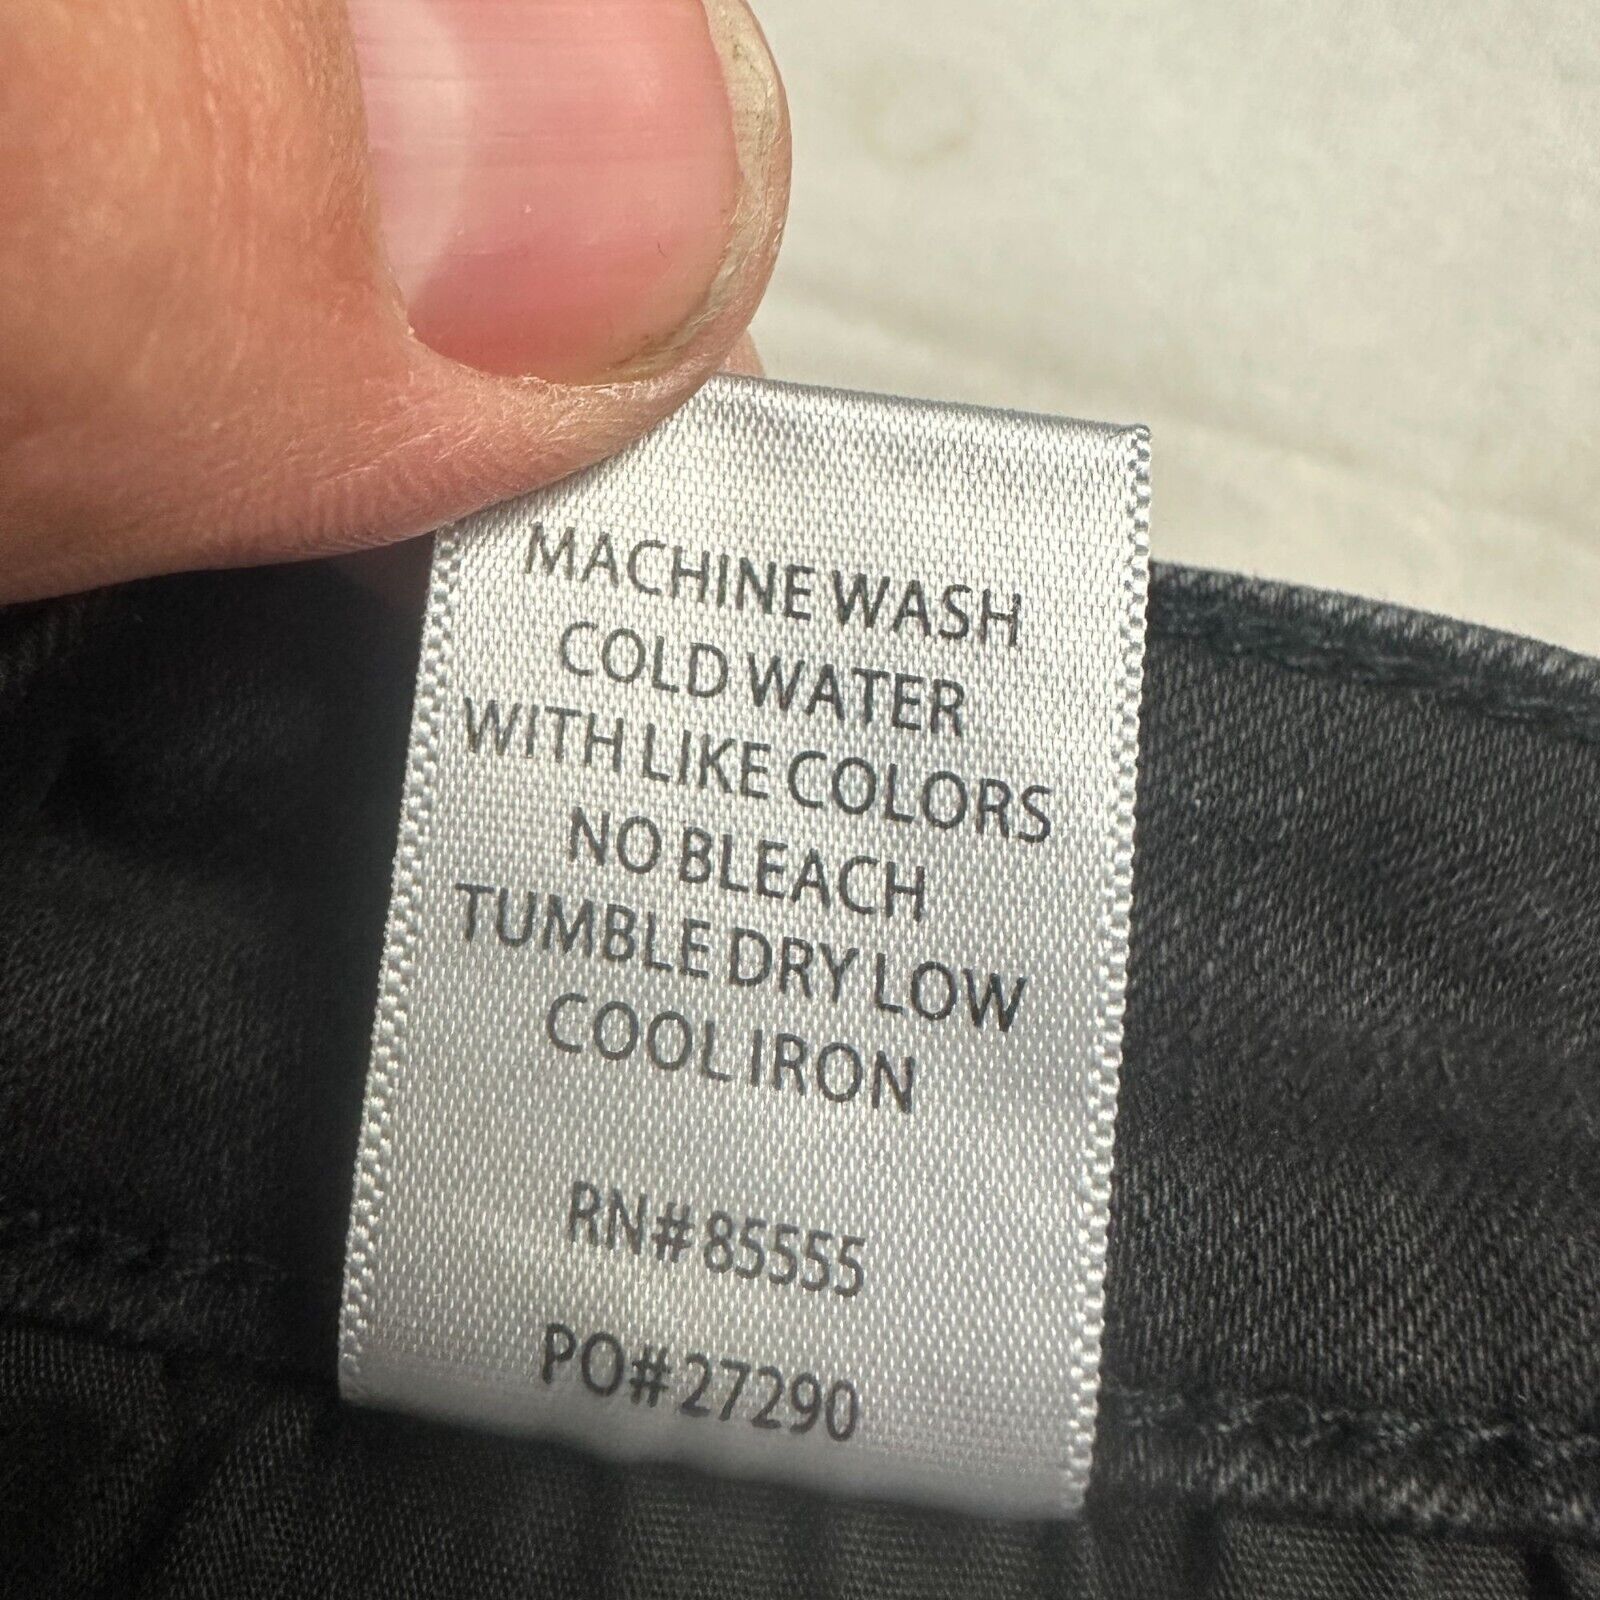 MACHINE WASH
COLD WATER
WITH LIKE COLORS
NO BLEACH
TUMBLE DRY LOW
COOL IRON
RN# 85555
PO# 27290